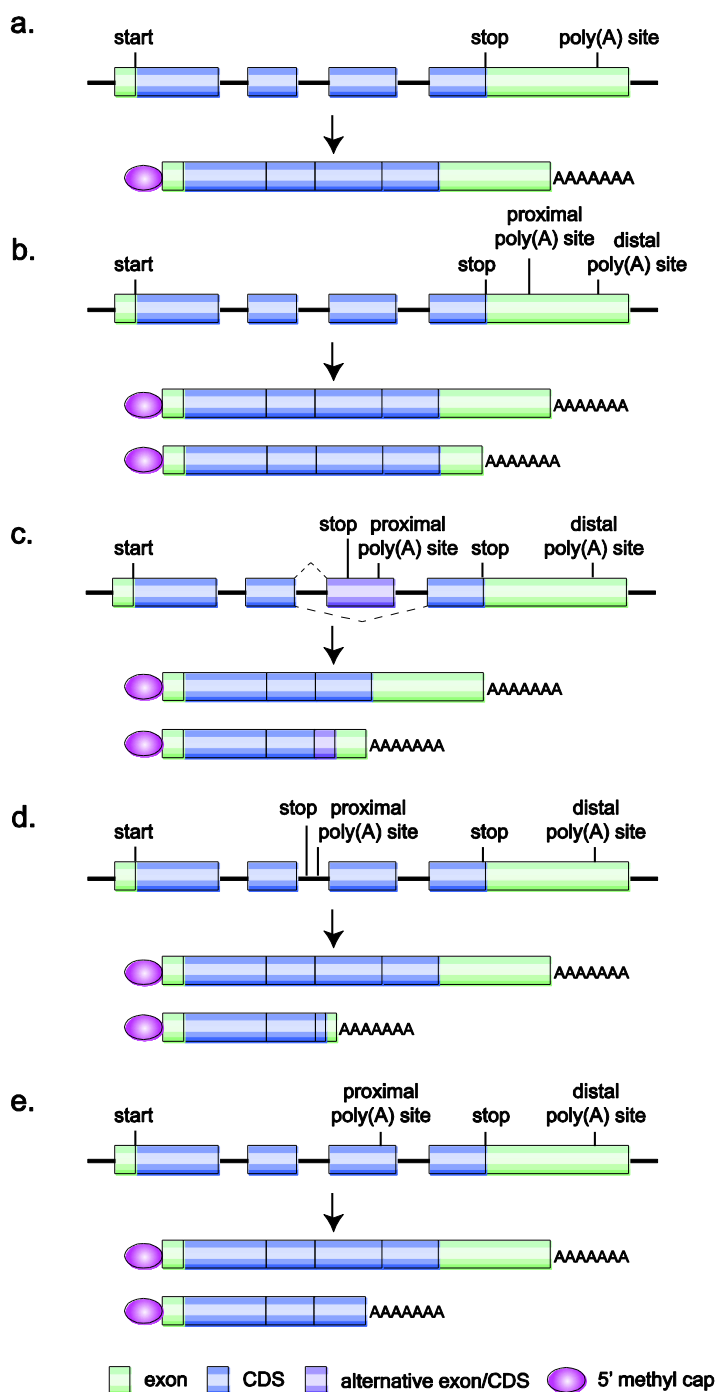 a.
start stop poly(A) site
AAAAAAA
b.
proximal
poly(A) site
distal
poly(A) site
start stop
AAAAAAA
AAAAAAA
c.
start
stop
proximal
poly(A) site
stop
distal
poly(A) site
AAAAAAA
AAAAAAA
d.
start
stop
proximal
poly(A) site
stop
distal
poly(A) site
AAAAAAA
AAAAAAA
e.
start
proximal
poly(A) site
stop
distal
poly(A) site
AAAAAAA
AAAAAAA
exon CDS alternative exon/CDS 5' methyl cap